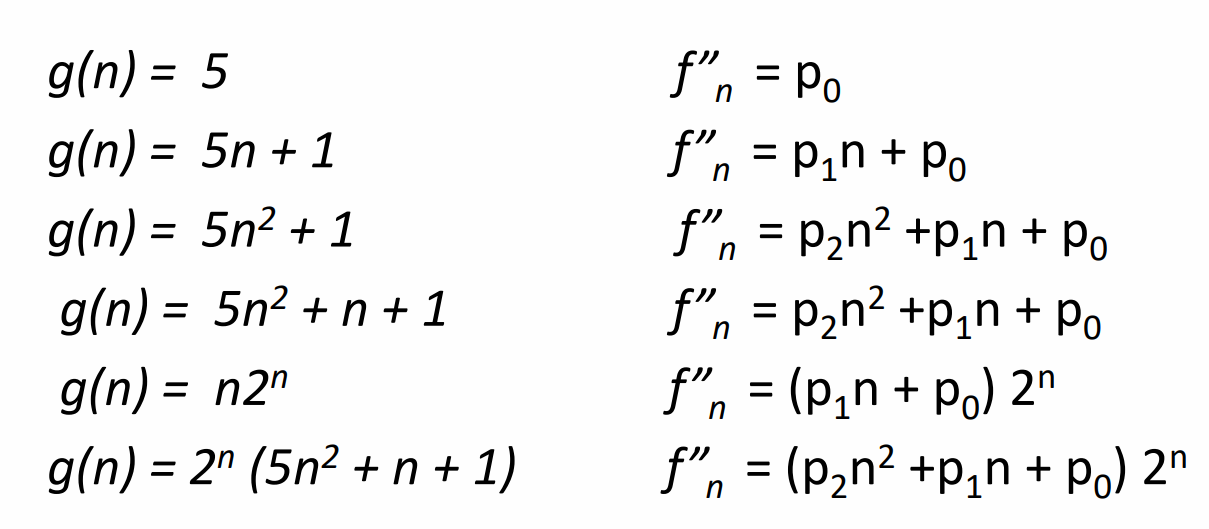 g(n) = 5 f”ₙ = p₀
g(n) = 5n + 1 f”ₙ = p₁n + p₀
g(n) = 5n² + 1 f”ₙ = p₂n² +p₁n + p₀
g(n) = 5n² + n + 1 f”ₙ = p₂n² +p₁n + p₀
g(n) = n2ⁿ f”ₙ = (p₁n + p₀) 2ⁿ
g(n) = 2ⁿ (5n² + n + 1) f”ₙ = (p₂n² +p₁n + p₀) 2ⁿ